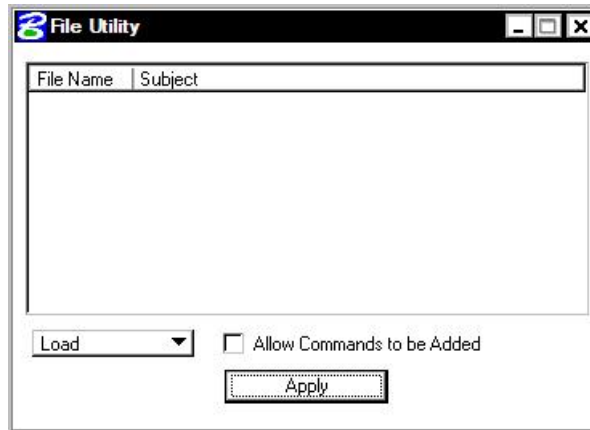 File Utility
File Name Subject
Load Allow Commands to be Added
Apply